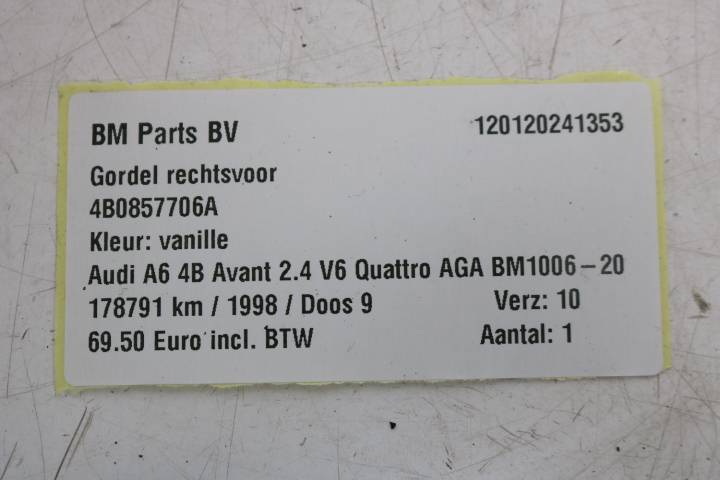 BM Parts BV 120120241353
Gordel rechtsvoor
4B0857706A
Kleur: vanille
Audi A6 4B Avant 2.4 V6 Quattro AGA BM1006-20
178791 km / 1998 / Doos 9 Verz: 10
69.50 Euro incl. BTW Aantal: 1